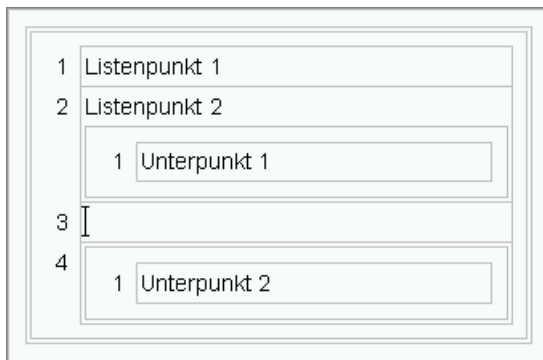 1 Listenpunkt 1
2 Listenpunkt 2
1 Unterpunkt 1
3
4
1 Unterpunkt 2